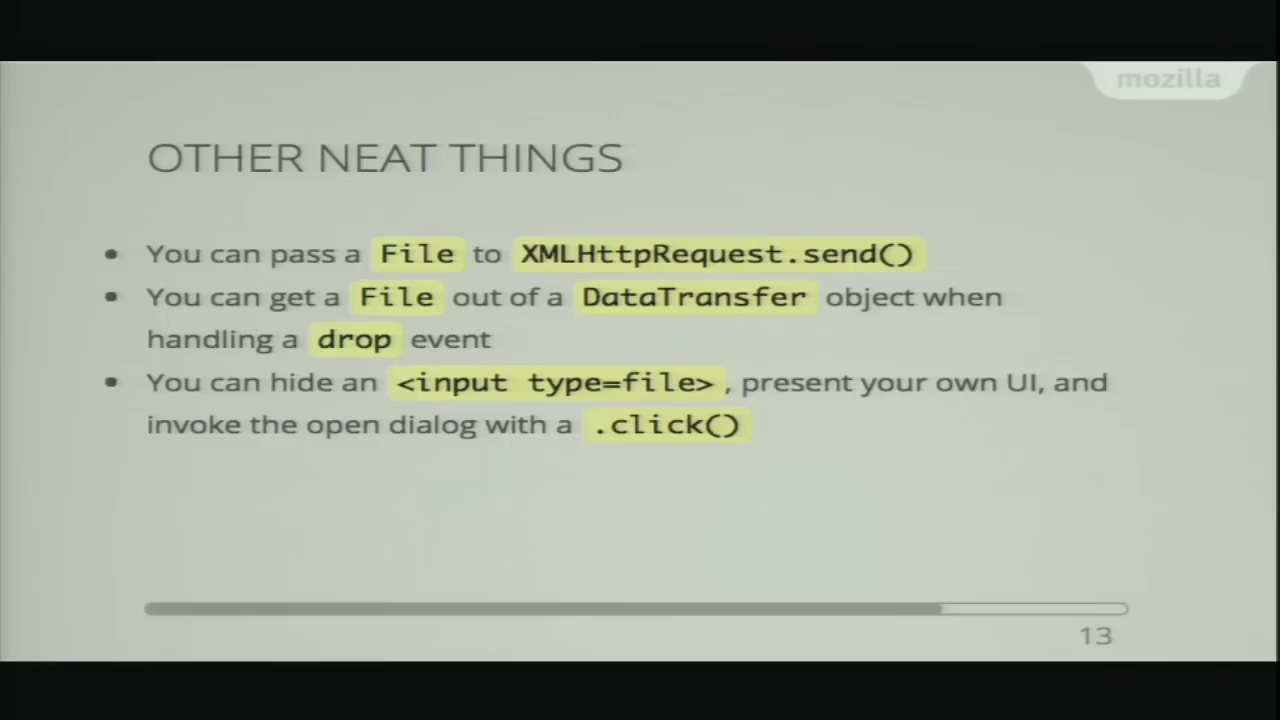 mozilla
OTHER NEAT THINGS
• You can pass a File to XMLHttpRequest.send()
• You can get a File out of a DataTransfer object when
handling a drop event
• You can hide an <input type=file>, present your own UI, and
invoke the open dialog with a .click()
13